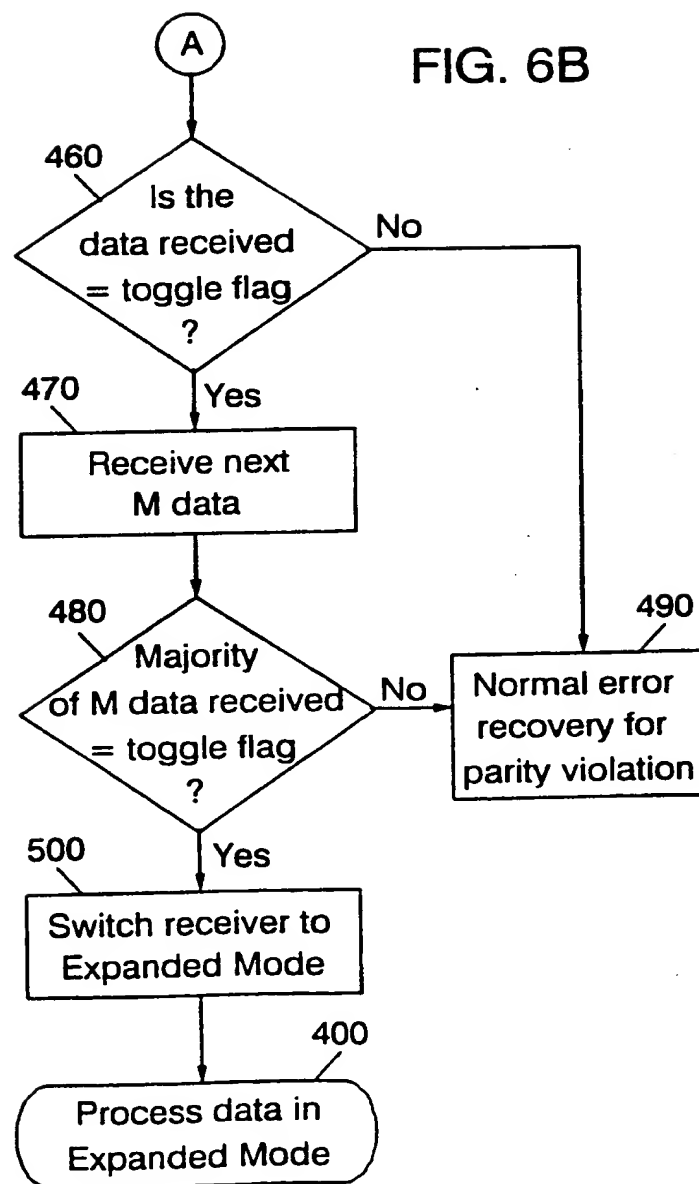 A
FIG. 6B
460
Is the
data received
= toggle flag
?
No
Yes
470
Receive next
M data
480
Majority
of M data received
= toggle flag
?
No
490
Normal error
recovery for
parity violation
Yes
500
Switch receiver to
Expanded Mode
400
Process data in
Expanded Mode